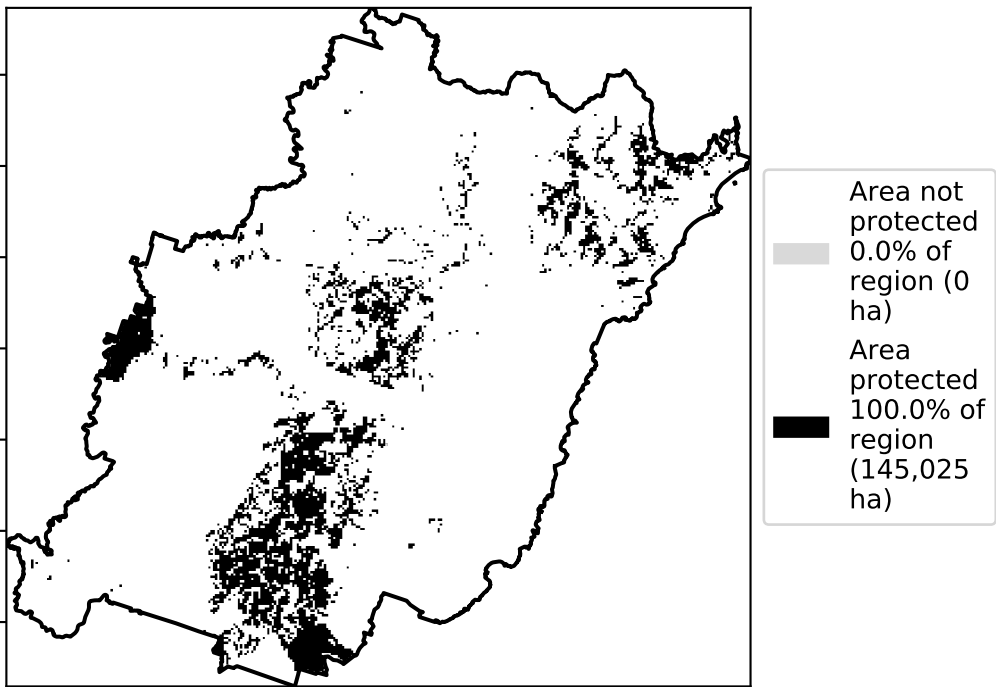 Area not
protected
0.0% of
region (0
ha)
Area
protected
100.0% of
region
(145,025
ha)